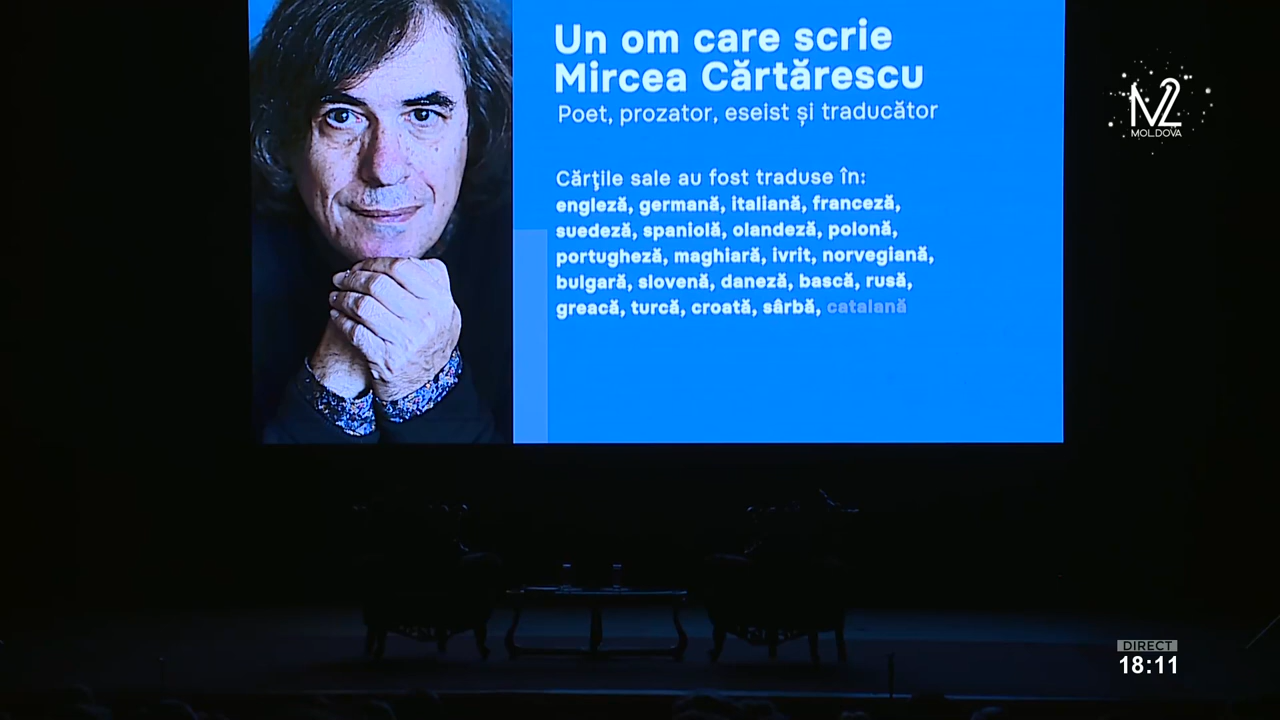 Un om care scrie
Mircea Cărtărescu
Poet, prozator, eseist și traducător
Cărţile sale au fost traduse în:
engleză, germană, italiană, franceză,
suedeză, spaniolă, olandeză, polonă,
portugheză, maghiară, ivrit, norvegiană,
bulgară, slovenă, daneză, bască, rusă,
greacă, turcă, croată, sârbă, catalană
M2
MOLDOVA
DIRECT
18:11